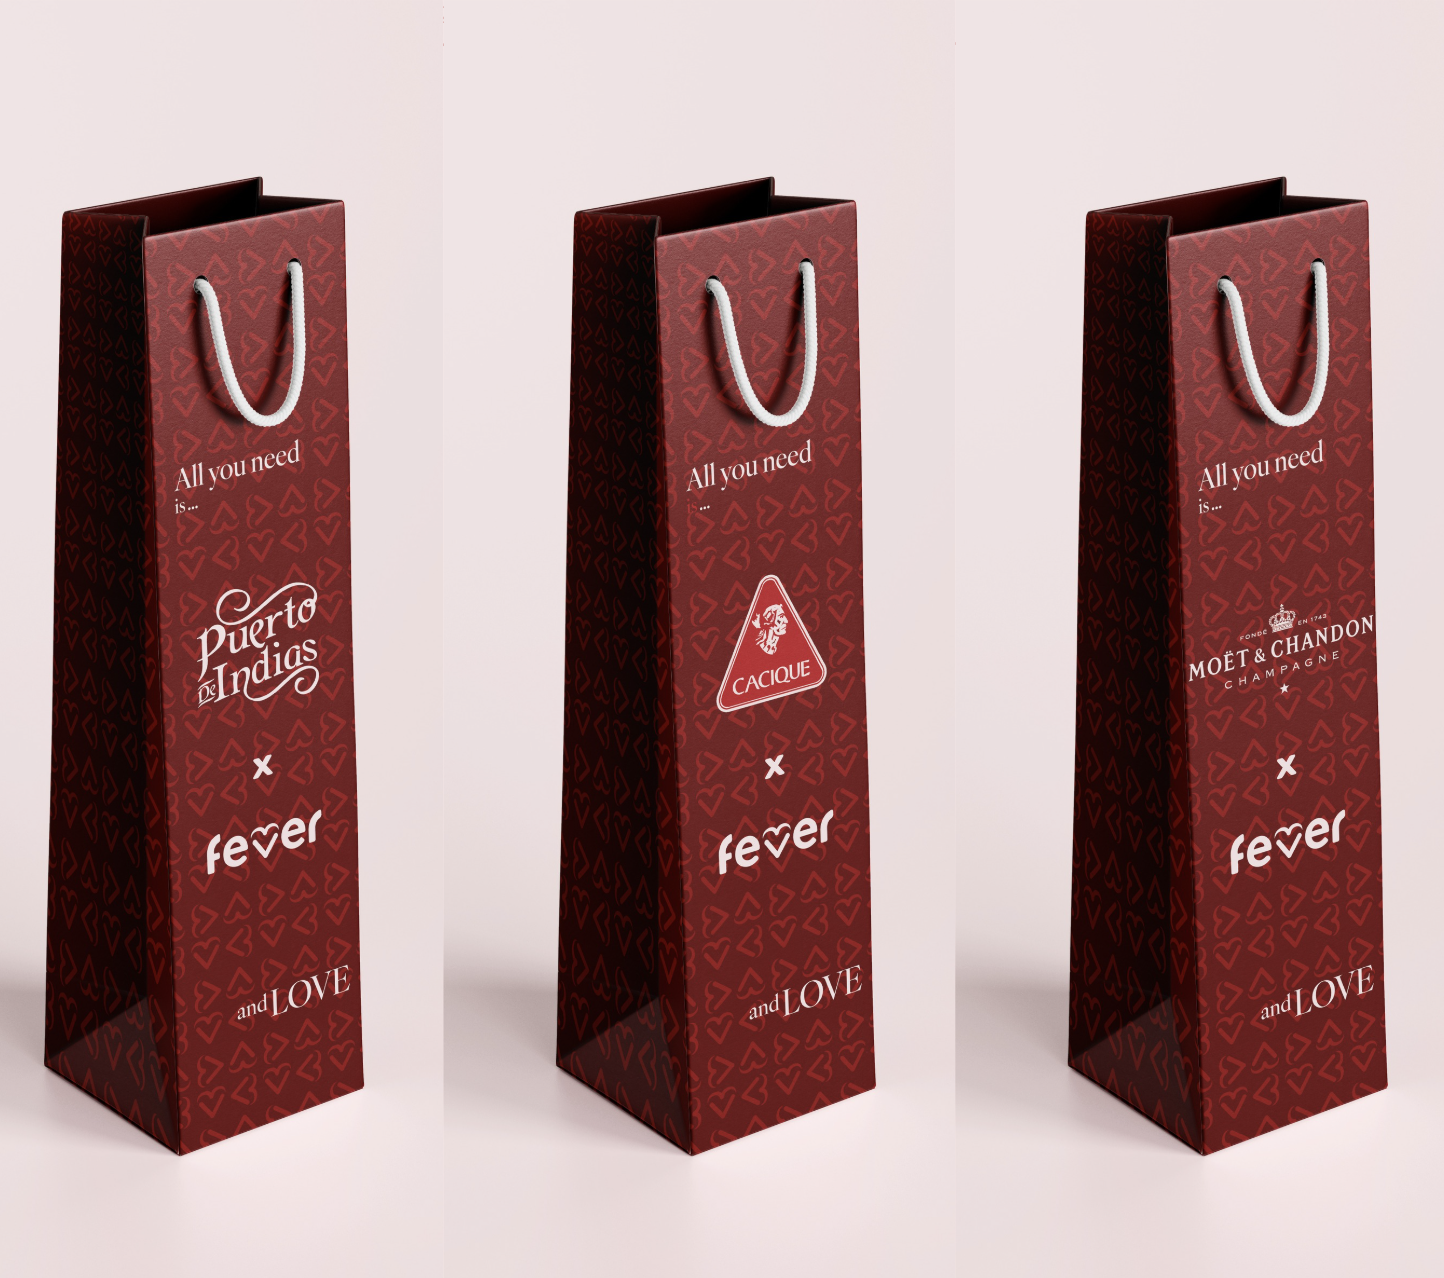 All you need
is...
Puerto
De Indias
x
fever
and LOVE
All you need
is...
CACIQUE
x
fever
and LOVE
All you need
is...
FONDÉ EN 1743
MOËT & CHANDON
CHAMPAGNE
x
fever
and LOVE